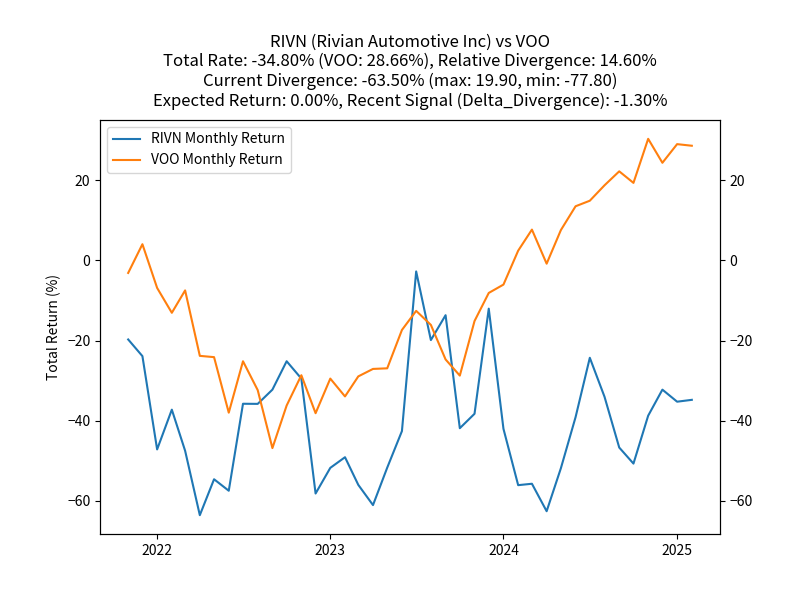 RIVN (Rivian Automotive Inc) vs VOO
Total Rate: -34.80% (VOO: 28.66%), Relative Divergence: 14.60%
Current Divergence: -63.50% (max: 19.90, min: -77.80)
Expected Return: 0.00%, Recent Signal (Delta_Divergence): -1.30%
RIVN Monthly Return
VOO Monthly Return
Total Return (%)
20
0
−20
−40
−60
20
0
−20
−40
−60
2022
2023
2024
2025